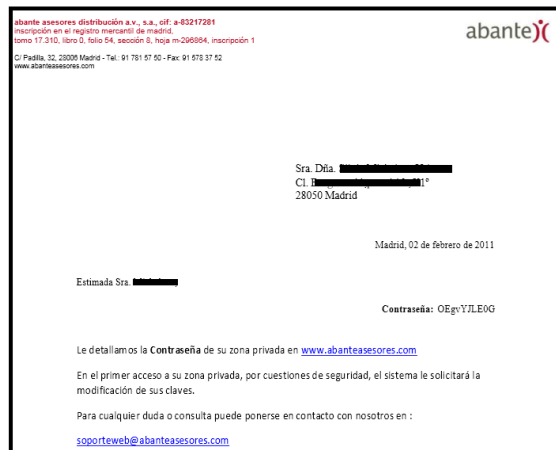 abante asesores distribución a.v., s.a., cif: a-83217281
inscripción en el registro mercantil de madrid.
tomo 17.310, libro 0, folio 54, sección 8, hoja m-296864, inscripción 1
C/ Padilla, 32, 28006 Madrid - Tel.: 91 781 57 50 - Fax: 91 578 37 52
www.abanteasesores.com
abante
Sra. Dña.
Cl.
28050 Madrid
Madrid, 02 de febrero de 2011
Estimada Sra.
Contraseña: OEgvYJLE0G
Le detallamos la Contraseña de su zona privada en www.abanteasesores.com
En el primer acceso a su zona privada, por cuestiones de seguridad, el sistema le solicitará la
modificación de sus claves.
Para cualquier duda o consulta puede ponerse en contacto con nosotros en :
soporteweb@abanteasesores.com